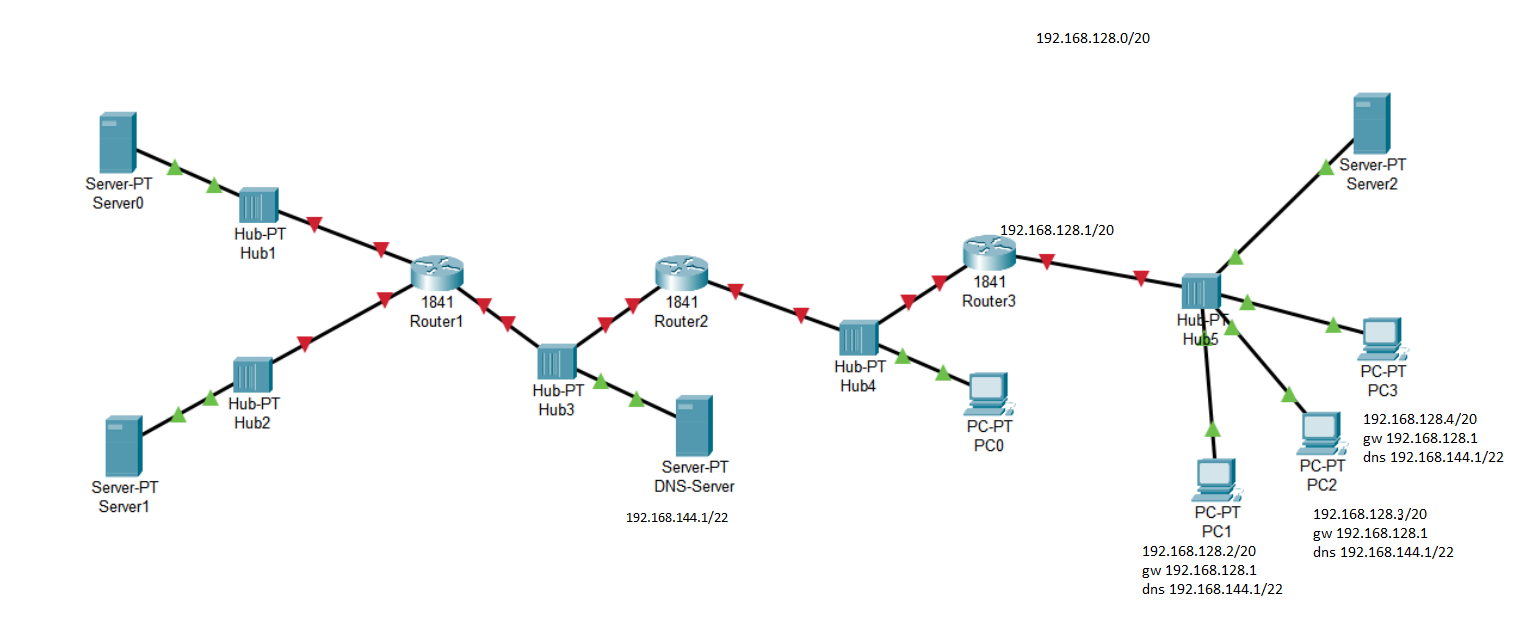 192.168.128.0/20
Server-PT
Server0
Hub-PT
Hub1
Server-PT
Server2
192.168.128.1/20
1841
Router1
1841
Router2
1841
Router3
Hub-PT
Hub5
Hub-PT
Hub2
Hub-PT
Hub3
Hub-PT
Hub4
PC-PT
PC3
192.168.128.4/20
gw 192.168.128.1
dns 192.168.144.1/22
Server-PT
Server1
Server-PT
DNS-Server
192.168.144.1/22
PC-PT
PC0
PC-PT
PC2
192.168.128.3/20
gw 192.168.128.1
dns 192.168.144.1/22
PC-PT
PC1
192.168.128.2/20
gw 192.168.128.1
dns 192.168.144.1/22